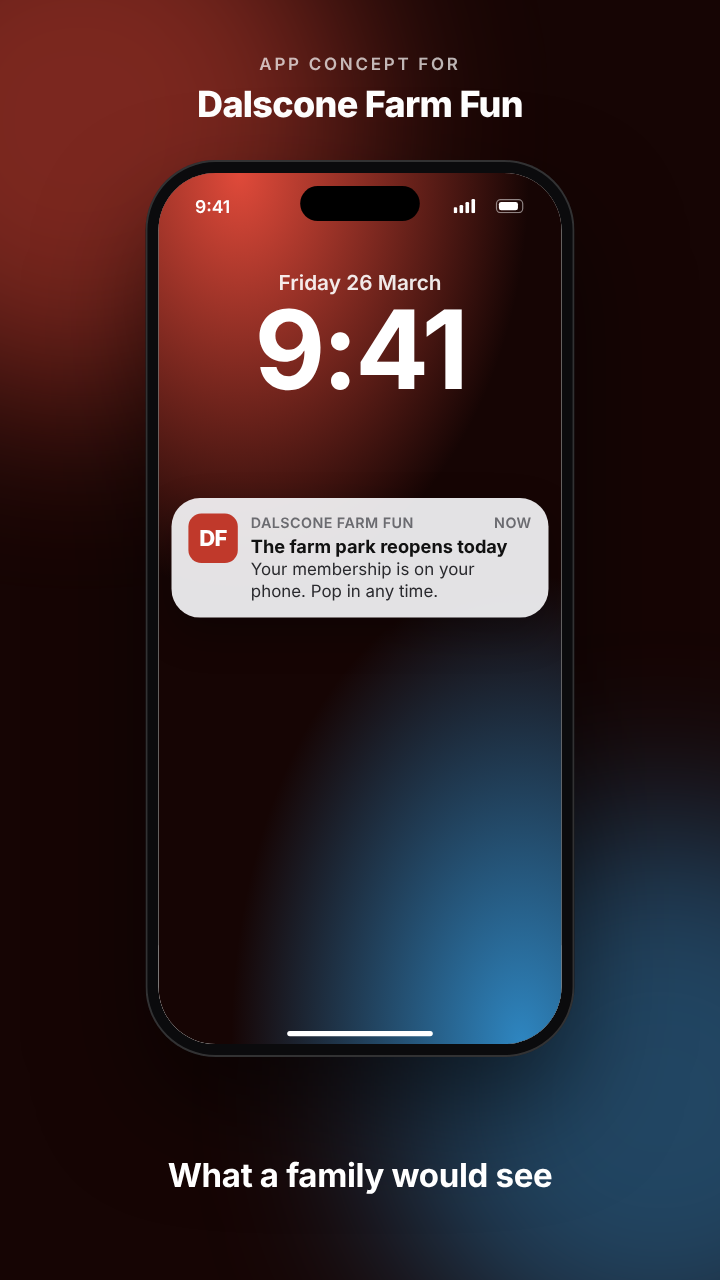 APP CONCEPT FOR
Dalscone Farm Fun
9:41
Friday 26 March
9:41
DF
DALSCONE FARM FUN NOW
The farm park reopens today
Your membership is on your
phone. Pop in any time.
What a family would see